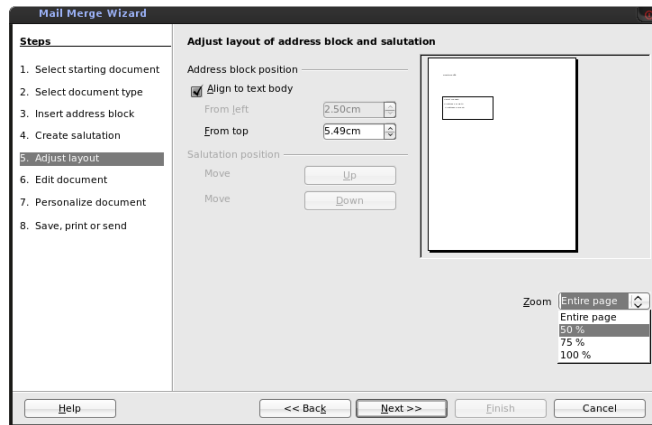 Mail Merge Wizard
Steps
1. Select starting document
2. Select document type
3. Insert address block
4. Create salutation
5. Adjust layout
6. Edit document
7. Personalize document
8. Save, print or send
Adjust layout of address block and salutation
Address block position
Align to text body
From left 2.50cm
From top 5.49cm
Salutation position
Move Up
Move Down
Zoom Entire page
Entire page
50 %
75 %
100 %
Help << Back Next >> Finish Cancel